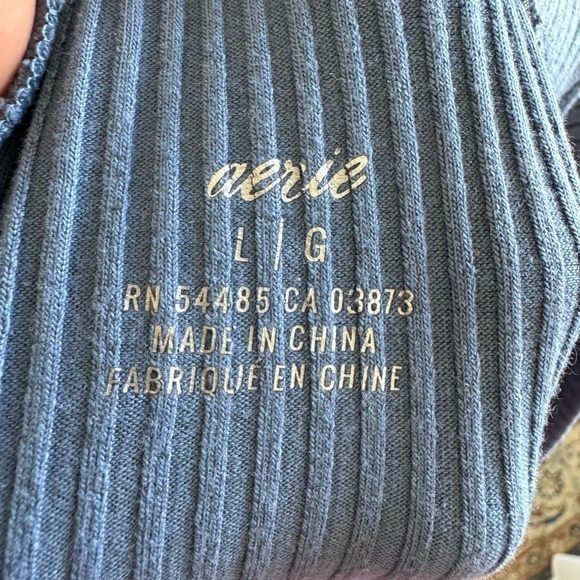 aerie
L | G
RN 54485 CA 03873
MADE IN CHINA
FABRIQUÉ EN CHINE